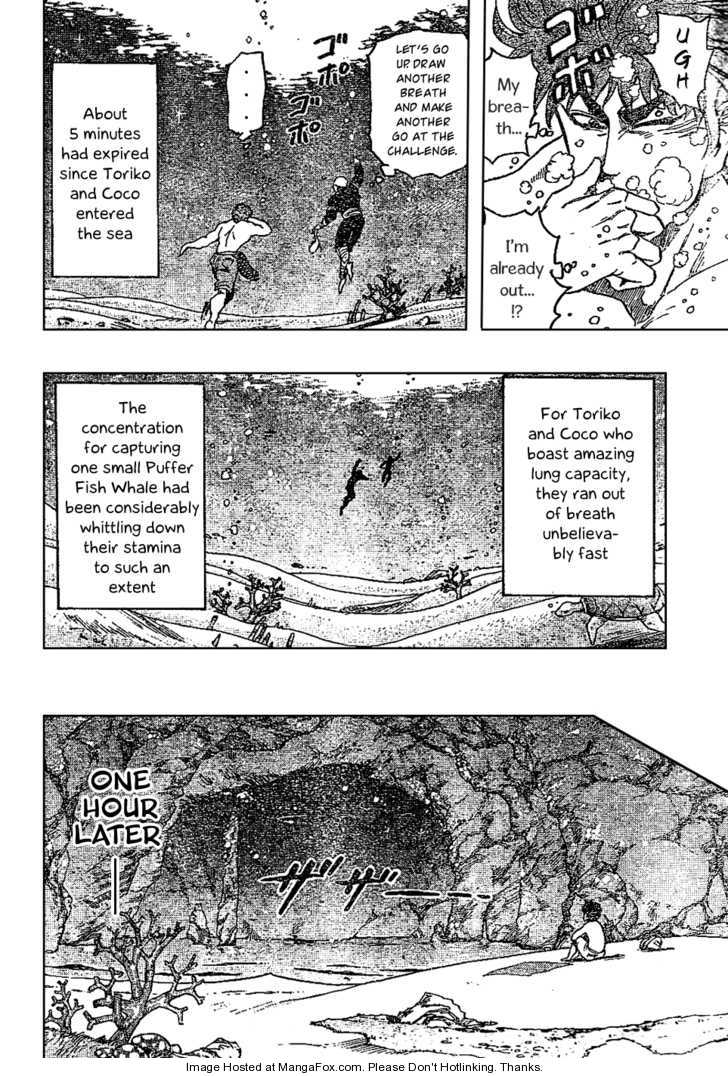 UGH
My
brea-
th...
I'm
already
out...
!?
ゴボ
LET'S GO
UP, DRAW
ANOTHER
BREATH
AND MAKE
ANOTHER
GO AT THE
CHALLENGE.
ゴポ
ゴポ
...
About
5 minutes
had expired
since Toriko
and Coco
entered
the sea
For Toriko
and Coco who
boast amazing
lung capacity,
they ran out
of breath
unbelieva-
bly fast
The
concentration
for capturing
one small Puffer
Fish Whale had
been considerably
whittling down
their stamina
to such an
extent
ONE
HOUR
LATER
ザザー
Image Hosted at MangaFox.com. Please Don't Hotlinking. Thanks.